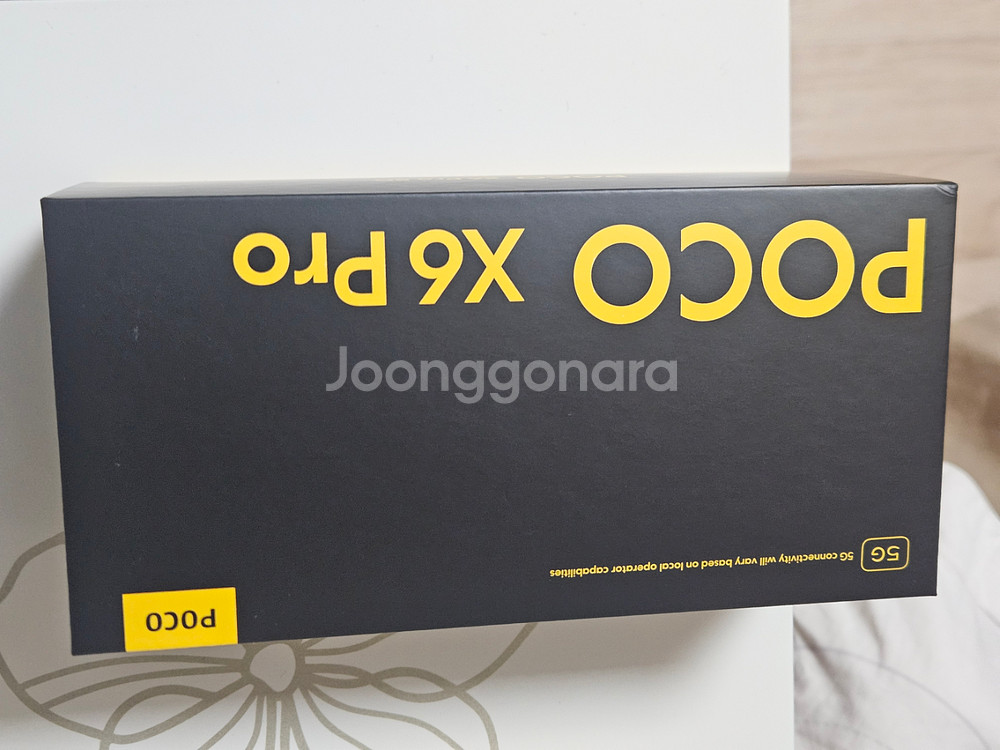 POCO X6 Pro
Joonggonara
5G 5G connectivity will vary based on local operator capabilities
POCO